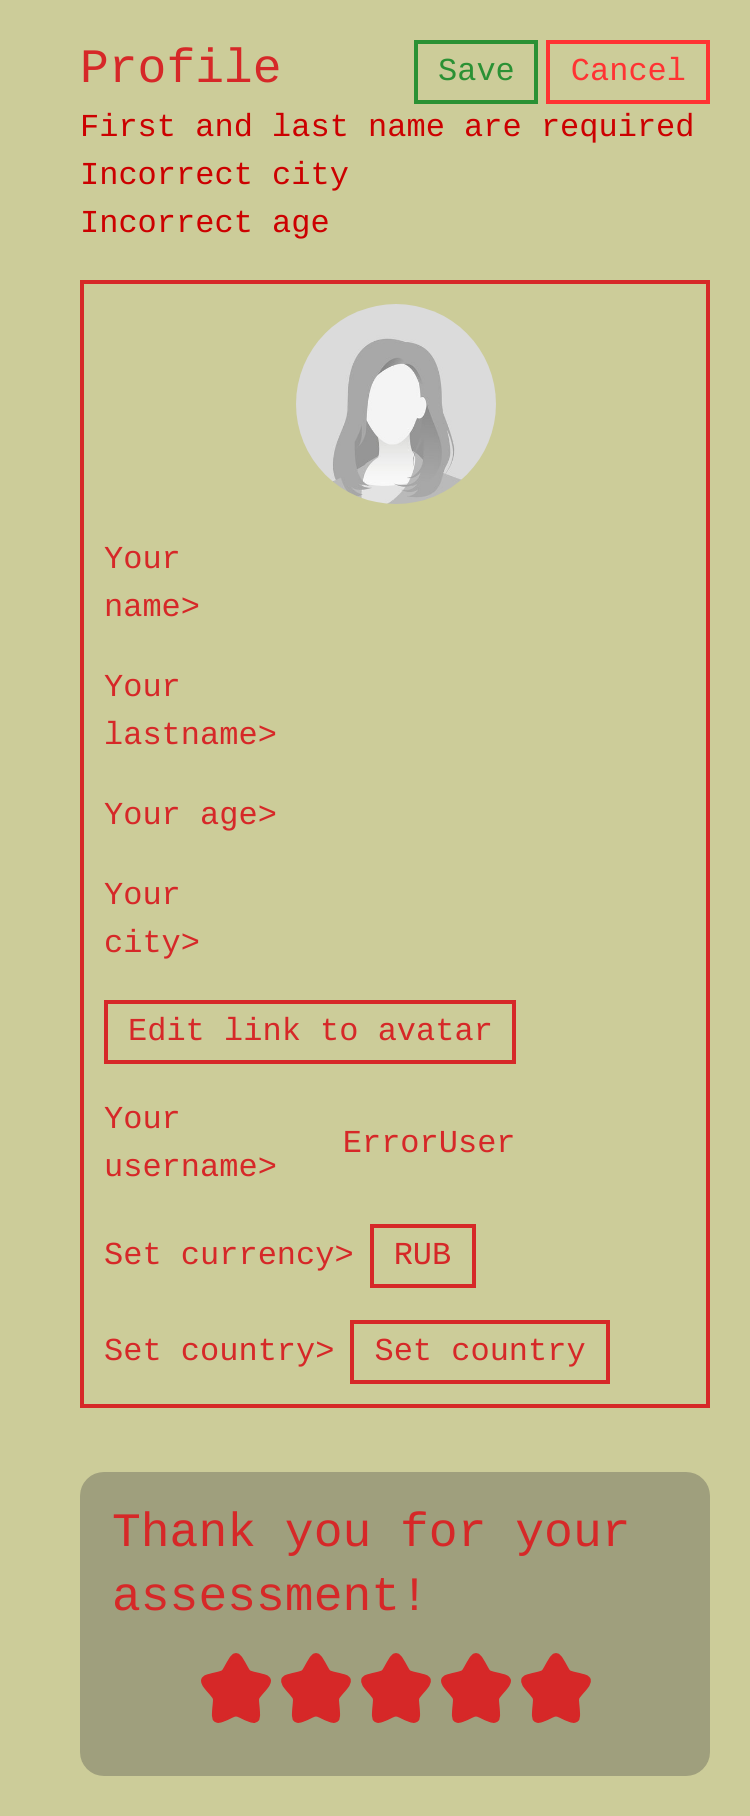 Profile
Save
Cancel
First and last name are required
Incorrect city
Incorrect age
Your
name>
Your
lastname>
Your age>
Your
city>
Edit link to avatar
Your
username>
ErrorUser
Set currency>
RUB
Set country>
Set country
Thank you for your
assessment!